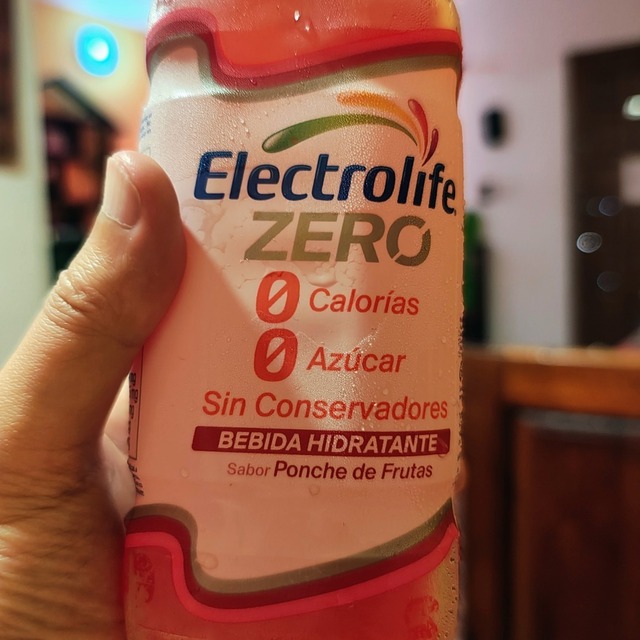 Electrolife
ZERO
0 Calorías
0 Azúcar
Sin Conservadores
BEBIDA HIDRATANTE
Sabor Ponche de Frutas